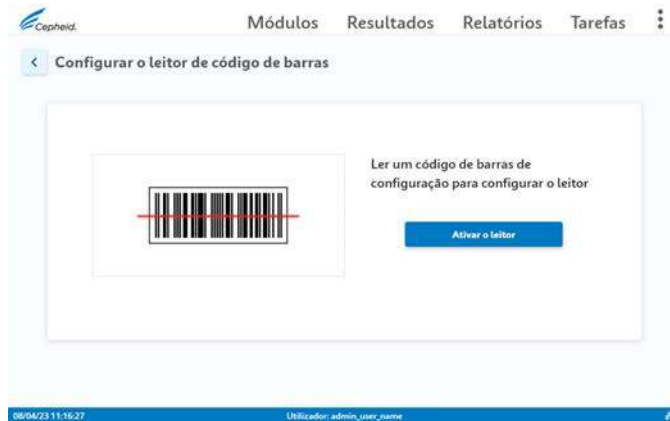 Cepheid.
Módulos Resultados Relatórios Tarefas
Configurar o leitor de código de barras
Ler um código de barras de
configuração para configurar o leitor
Ativar o leitor
08/04/23 11:16:27 Utilizador: admin_user_name